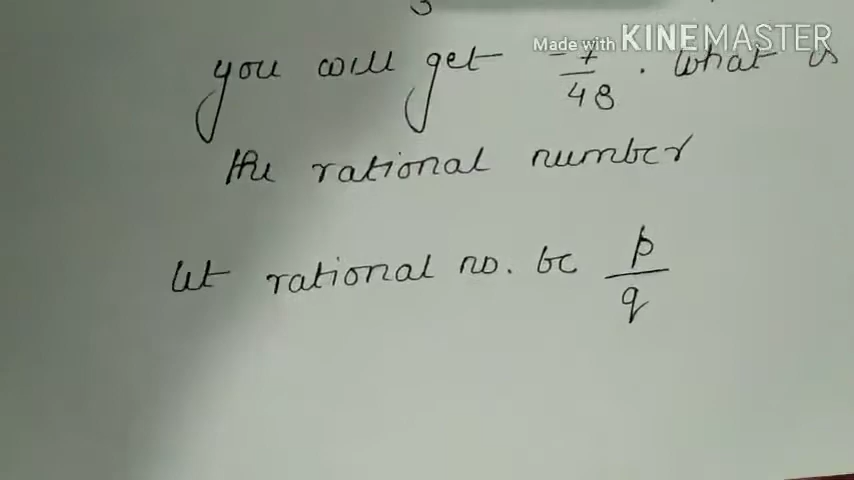 you will get -7/48. What is
the rational number
let rational no. be p/q
Made with KINEMASTER